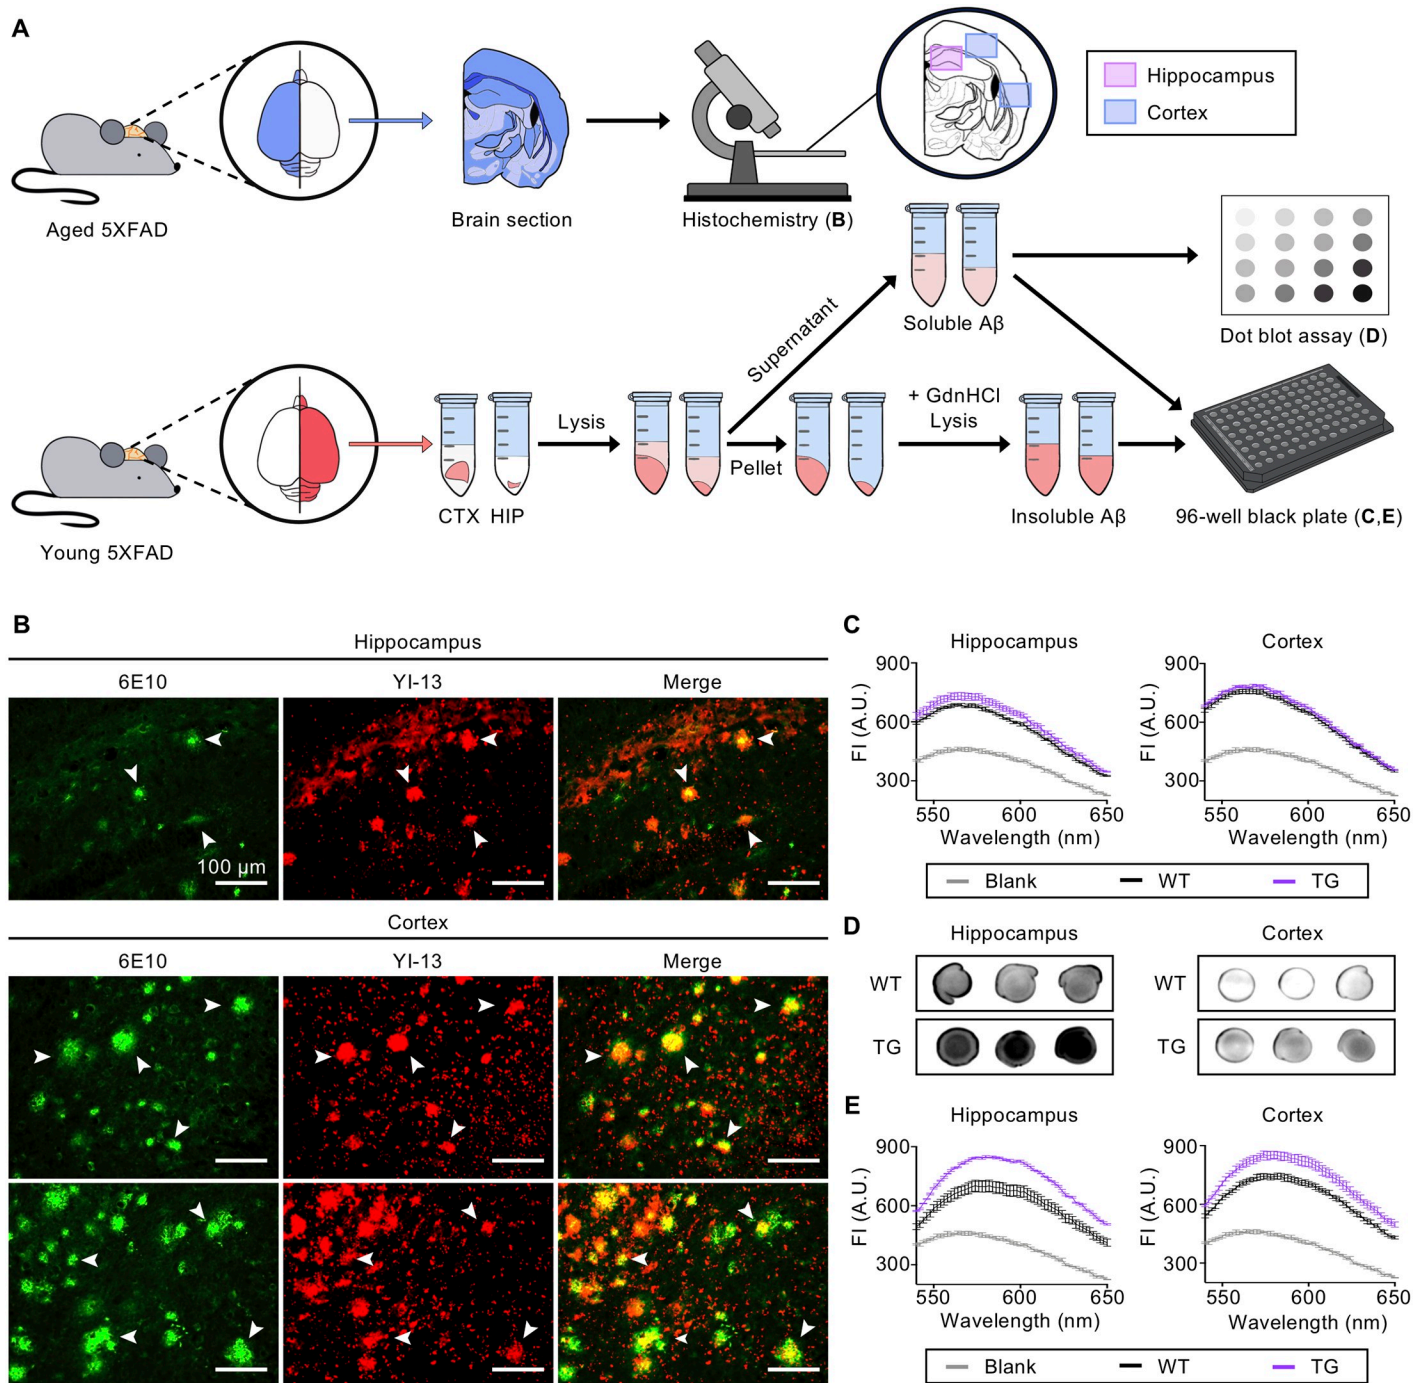 A
Hippocampus
Cortex
Aged 5XFAD
Brain section
Histochemistry (B)
Supernatant
Soluble Aβ
Dot blot assay (D)
Lysis
Pellet
+ GdnHCl
Lysis
CTX HIP
Insoluble Aβ
96-well black plate (C,E)
Young 5XFAD
B
Hippocampus
6E10 YI-13 Merge
100 μm
Cortex
6E10 YI-13 Merge
C
Hippocampus Cortex
900 900
600 600
300 300
FI (A.U.) FI (A.U.)
550 600 650 550 600 650
Wavelength (nm) Wavelength (nm)
Blank WT TG
D
Hippocampus Cortex
WT WT
TG TG
E
Hippocampus Cortex
900 900
600 600
300 300
FI (A.U.) FI (A.U.)
550 600 650 550 600 650
Wavelength (nm) Wavelength (nm)
Blank WT TG